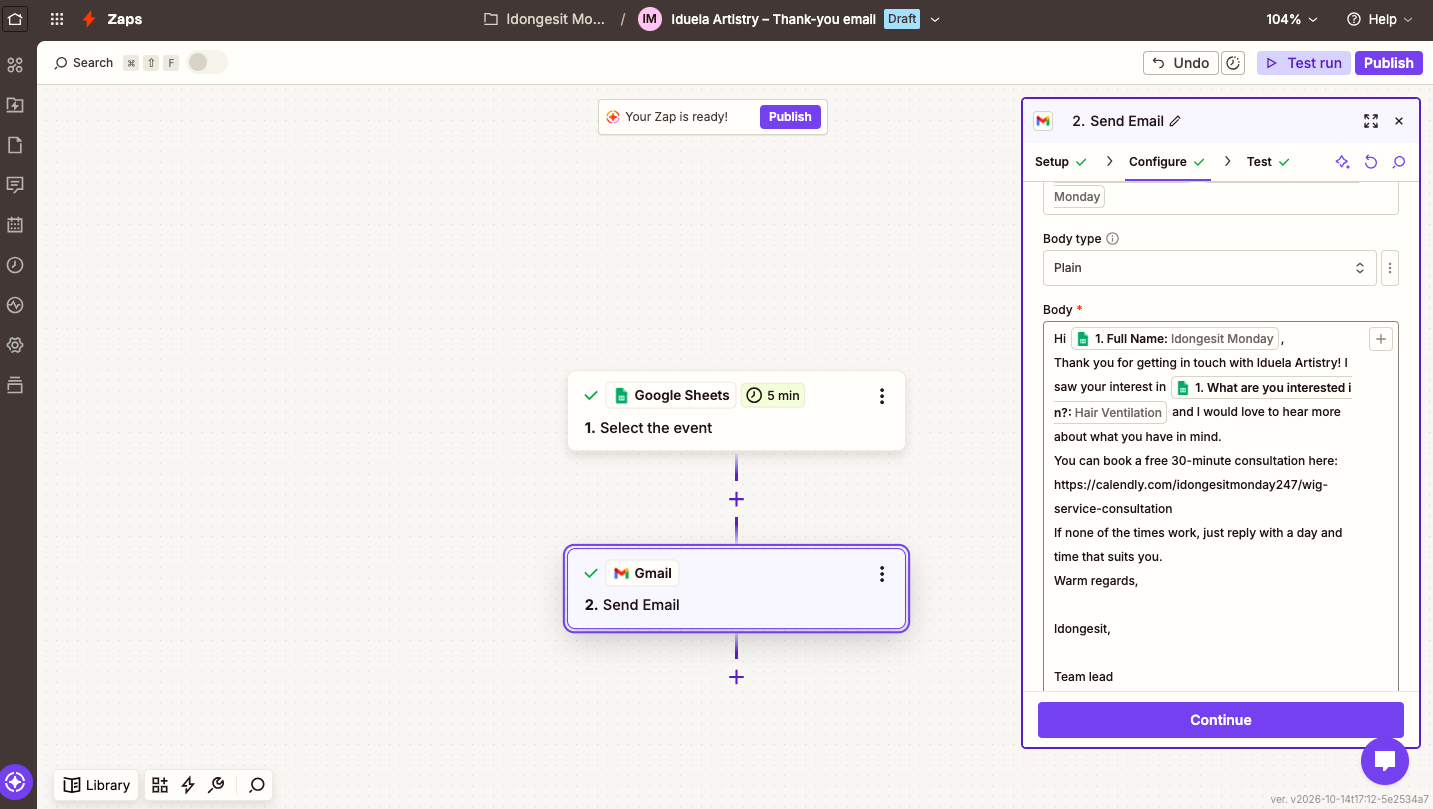 Zaps
Idongesit Mo... / IM Iduela Artistry – Thank-you email Draft
104%
Help
Search ⌘ ⇧ F
Undo
Test run
Publish
Your Zap is ready! Publish
Google Sheets 5 min
1. Select the event
Gmail
2. Send Email
2. Send Email
Setup Configure Test
Monday
Body type
Plain
Body *
Hi 1. Full Name: Idongesit Monday ,
Thank you for getting in touch with Iduela Artistry! I
saw your interest in 1. What are you interested i
n?: Hair Ventilation and I would love to hear more
about what you have in mind.
You can book a free 30-minute consultation here:
https://calendly.com/idongesitmonday247/wig-
service-consultation
If none of the times work, just reply with a day and
time that suits you.
Warm regards,
Idongesit,
Team lead
Continue
Library
ver. v2026-10-14t17:12-5e2534a7